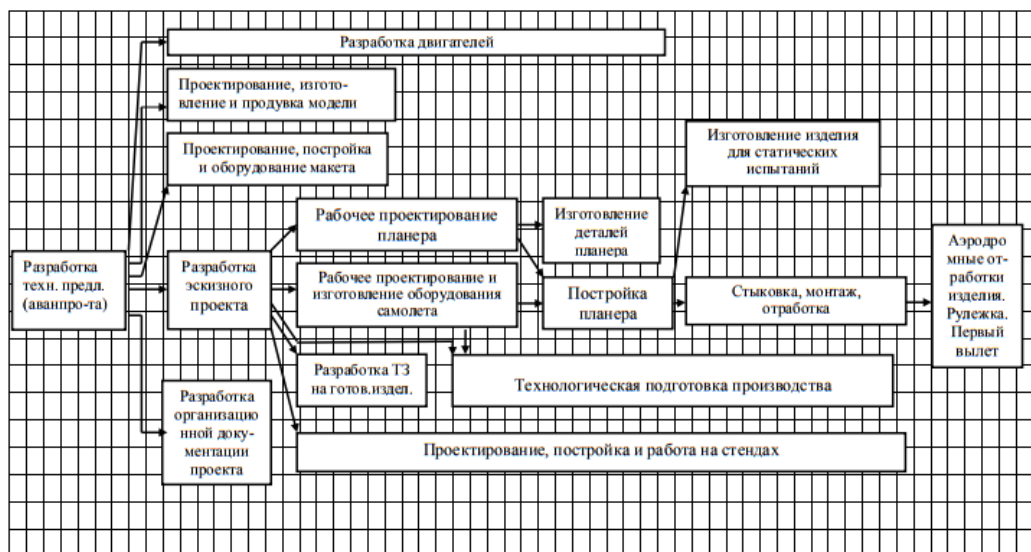 Разработка двигателей
Проектирование, изгото-
вление и продувка модели
Проектирование, постройка
и оборудование макета
Изготовление изделия
для статических
испытаний
Рабочее проектирование
планера
Изготовление
деталей
планера
Разработка
техн. предл.
(аванпро-та)
Разработка
эскизного
проекта
Рабочее проектирование и
изготовление оборудования
самолета
Постройка
планера
Стыковка, монтаж,
отработка
Аэродро
мные от-
работки
изделия.
Рулежка.
Первый
вылет
Разработка ТЗ
на готов.издел.
Технологическая подготовка производства
Разработка
организацио
нной доку-
ментации
проекта
Проектирование, постройка и работа на стендах